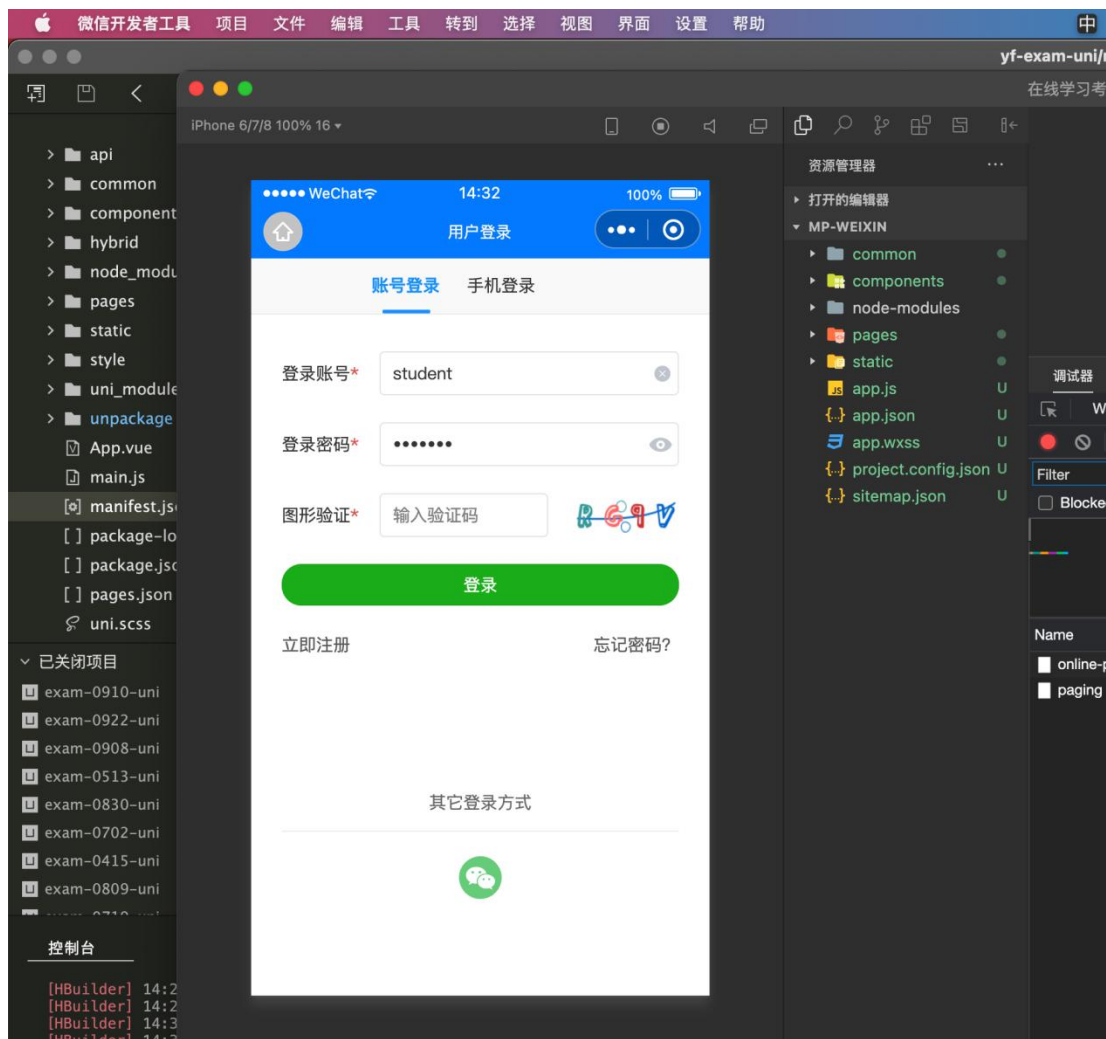 微信开发者工具 项目 文件 编辑 工具 转到 选择 视图 界面 设置 帮助 中
yf-exam-uni/
在线学习考
iPhone 6/7/8 100% 16
api
common
component
hybrid
node_modu
pages
static
style
uni_module
unpackage
App.vue
main.js
manifest.js
package-lo
package.jso
pages.json
uni.scss
已关闭项目
exam-0910-uni
exam-0922-uni
exam-0908-uni
exam-0513-uni
exam-0830-uni
exam-0702-uni
exam-0415-uni
exam-0809-uni
控制台
[HBuilder] 14:2
[HBuilder] 14:2
[HBuilder] 14:3
WeChat 14:32 100%
用户登录
账号登录 手机登录
登录账号* student
登录密码* •••••••
图形验证* 输入验证码 RG9V
登录
立即注册 忘记密码?
其它登录方式
资源管理器 ...
打开的编辑器
MP-WEIXIN
common
components
node-modules
pages
static
app.js U
app.json U
app.wxss U
project.config.json U
sitemap.json U
调试器
W
Filter
Blocke
Name
online-p
paging